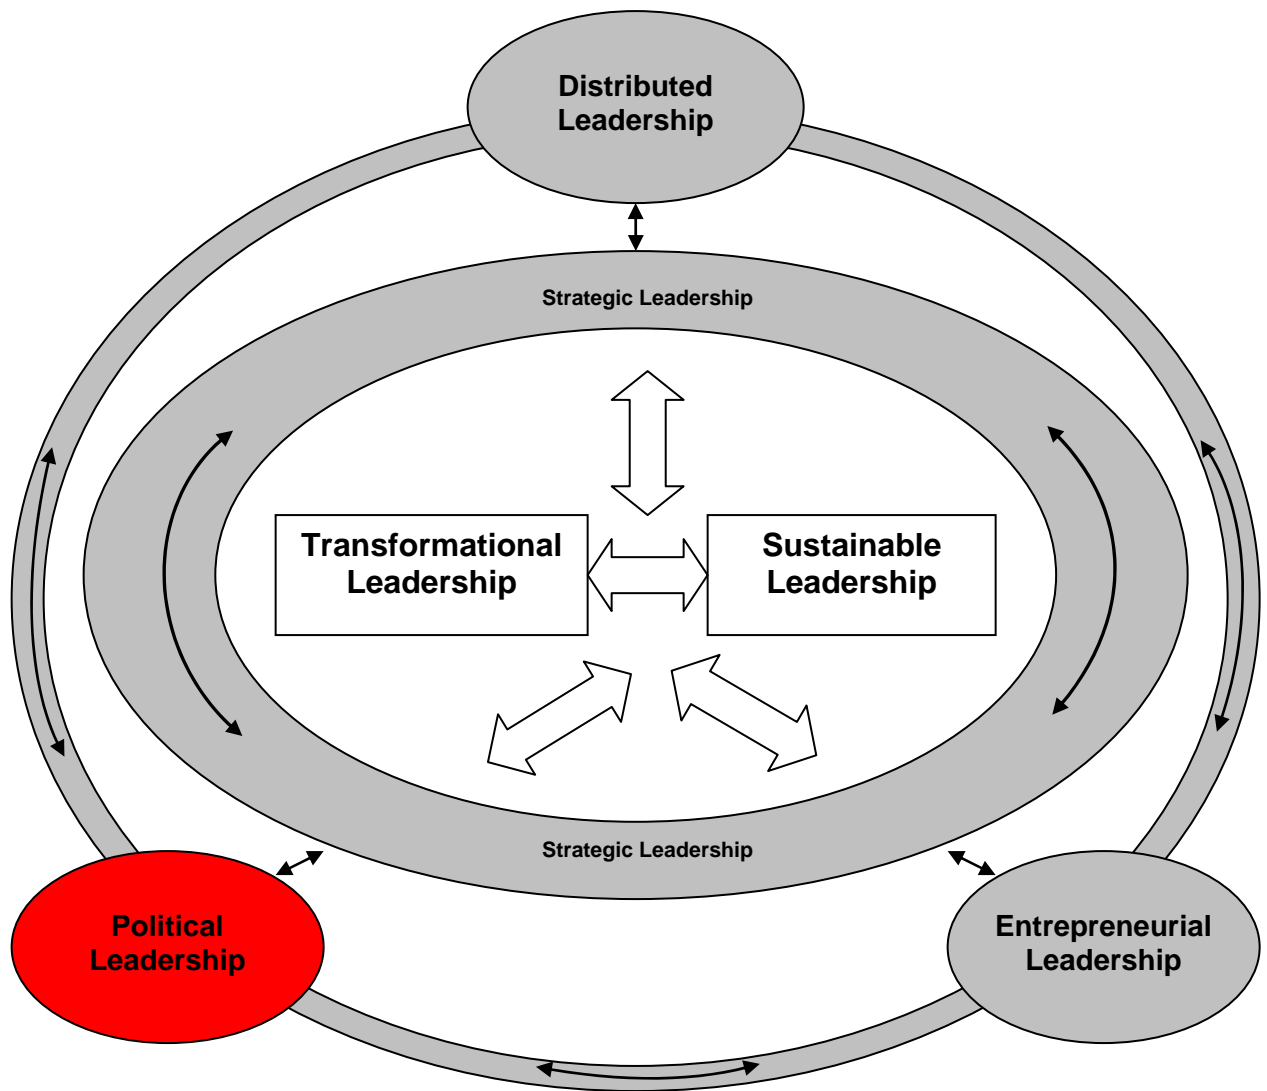 Distributed
Leadership
Strategic Leadership
Transformational
Leadership
Sustainable
Leadership
Strategic Leadership
Political
Leadership
Entrepreneurial
Leadership